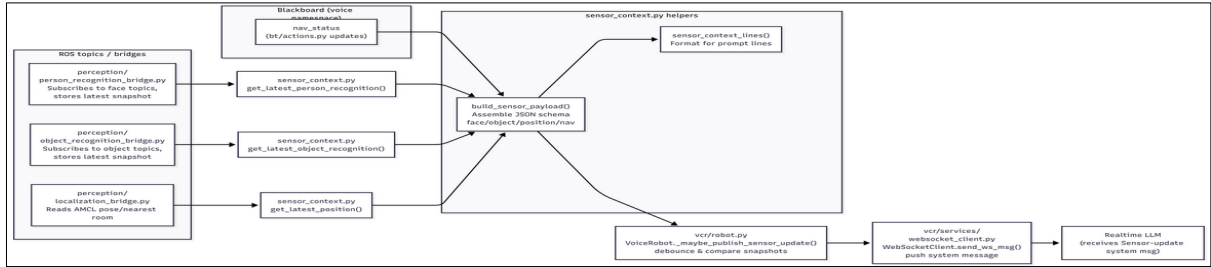 Blackboard (voice
namespace)
nav_status
(bt/actions.py updates)
sensor_context.py helpers
sensor_context_lines()
Format for prompt lines
ROS topics / bridges
perception/
person_recognition_bridge.py
Subscribes to face topics,
stores latest snapshot
sensor_context.py
get_latest_person_recognition()
build_sensor_payload()
Assemble JSON schema
face/object/position/nav
perception/
object_recognition_bridge.py
Subscribes to object topics,
stores latest snapshot
sensor_context.py
get_latest_object_recognition()
perception/
localization_bridge.py
Reads AMCL pose/nearest
room
sensor_context.py
get_latest_position()
vcr/robot.py
VoiceRobot._maybe_publish_sensor_update()
debounce & compare snapshots
vcr/services/
websocket_client.py
WebSocketClient.send_ws_msg()
push system message
Realtime LLM
(receives Sensor-update
system msg)